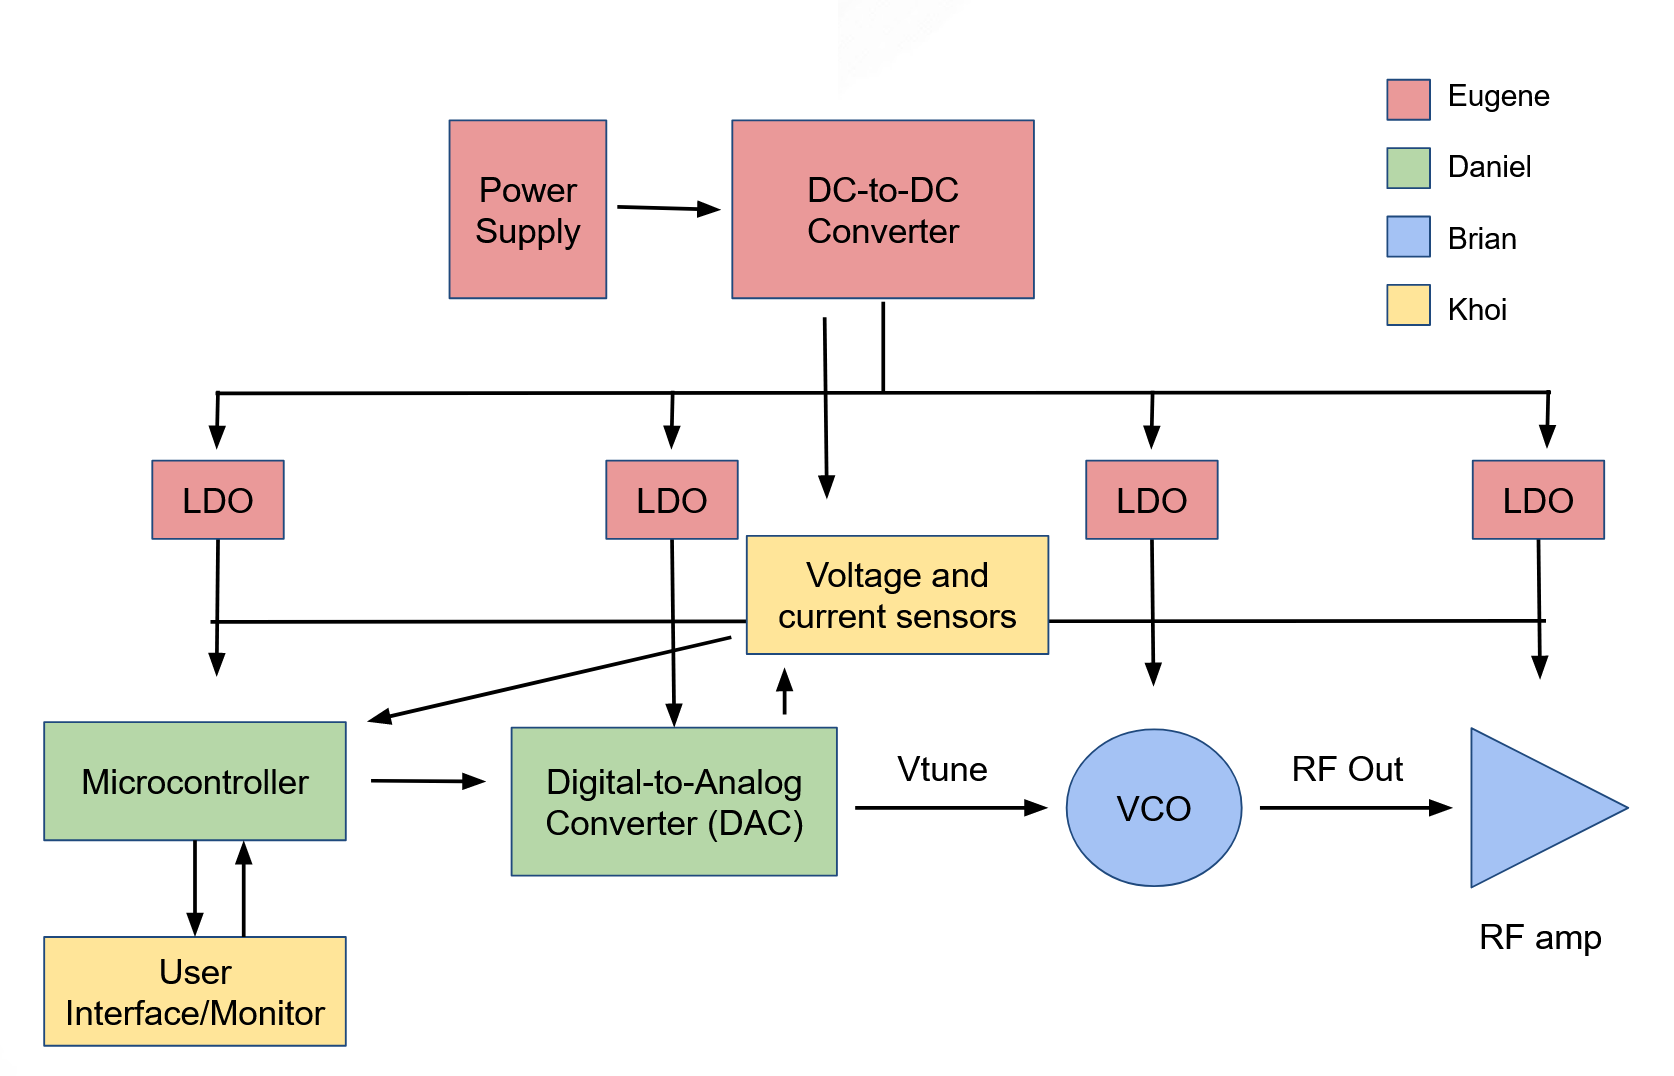 Eugene
Daniel
Brian
Khoi
Power
Supply
DC-to-DC
Converter
LDO
LDO
LDO
LDO
Voltage and
current sensors
Microcontroller
Digital-to-Analog
Converter (DAC)
Vtune
VCO
RF Out
RF amp
User
Interface/Monitor